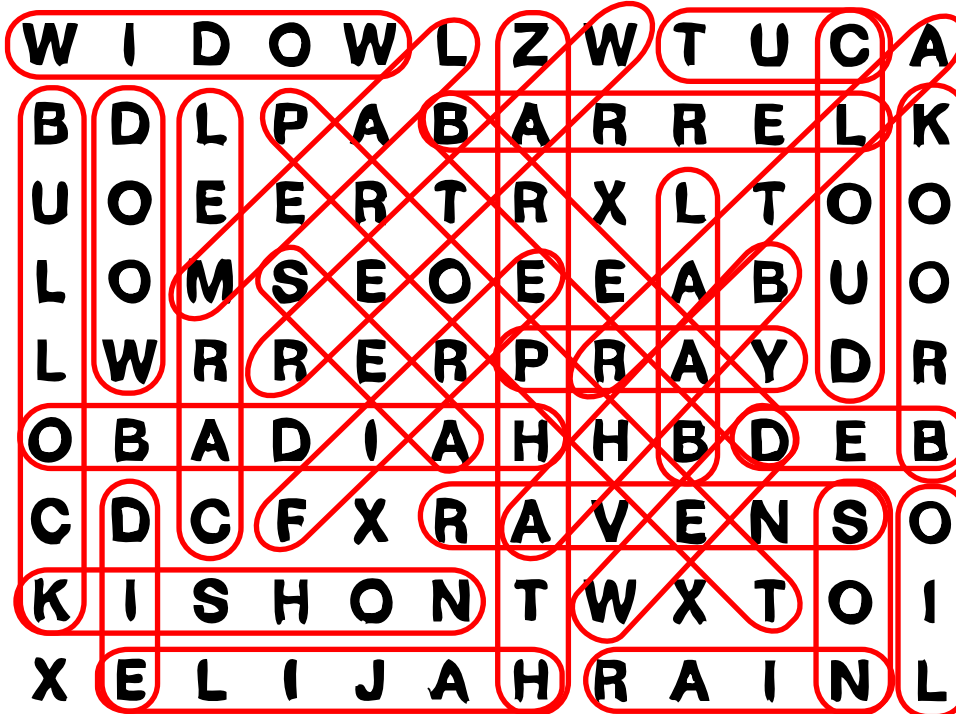 W I D O W L Z W T U C A
B D L P A B A R R E L K
U O E E R T R X L T O O
L O M S E O E E A B U O
L W R R E R P R A Y D R
O B A D I A H H B D E B
C D C F X R A V E N S O
K I S H O N T W X T O I
X E L I J A H R A I N L